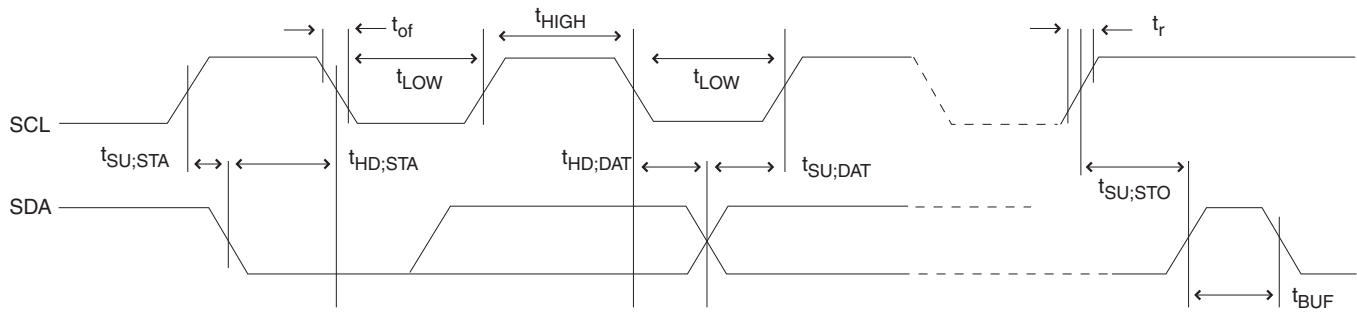 t_of
t_HIGH
t_r
t_LOW
t_LOW
SCL
t_SU;STA
t_HD;STA
t_HD;DAT
t_SU;DAT
t_SU;STO
SDA
t_BUF